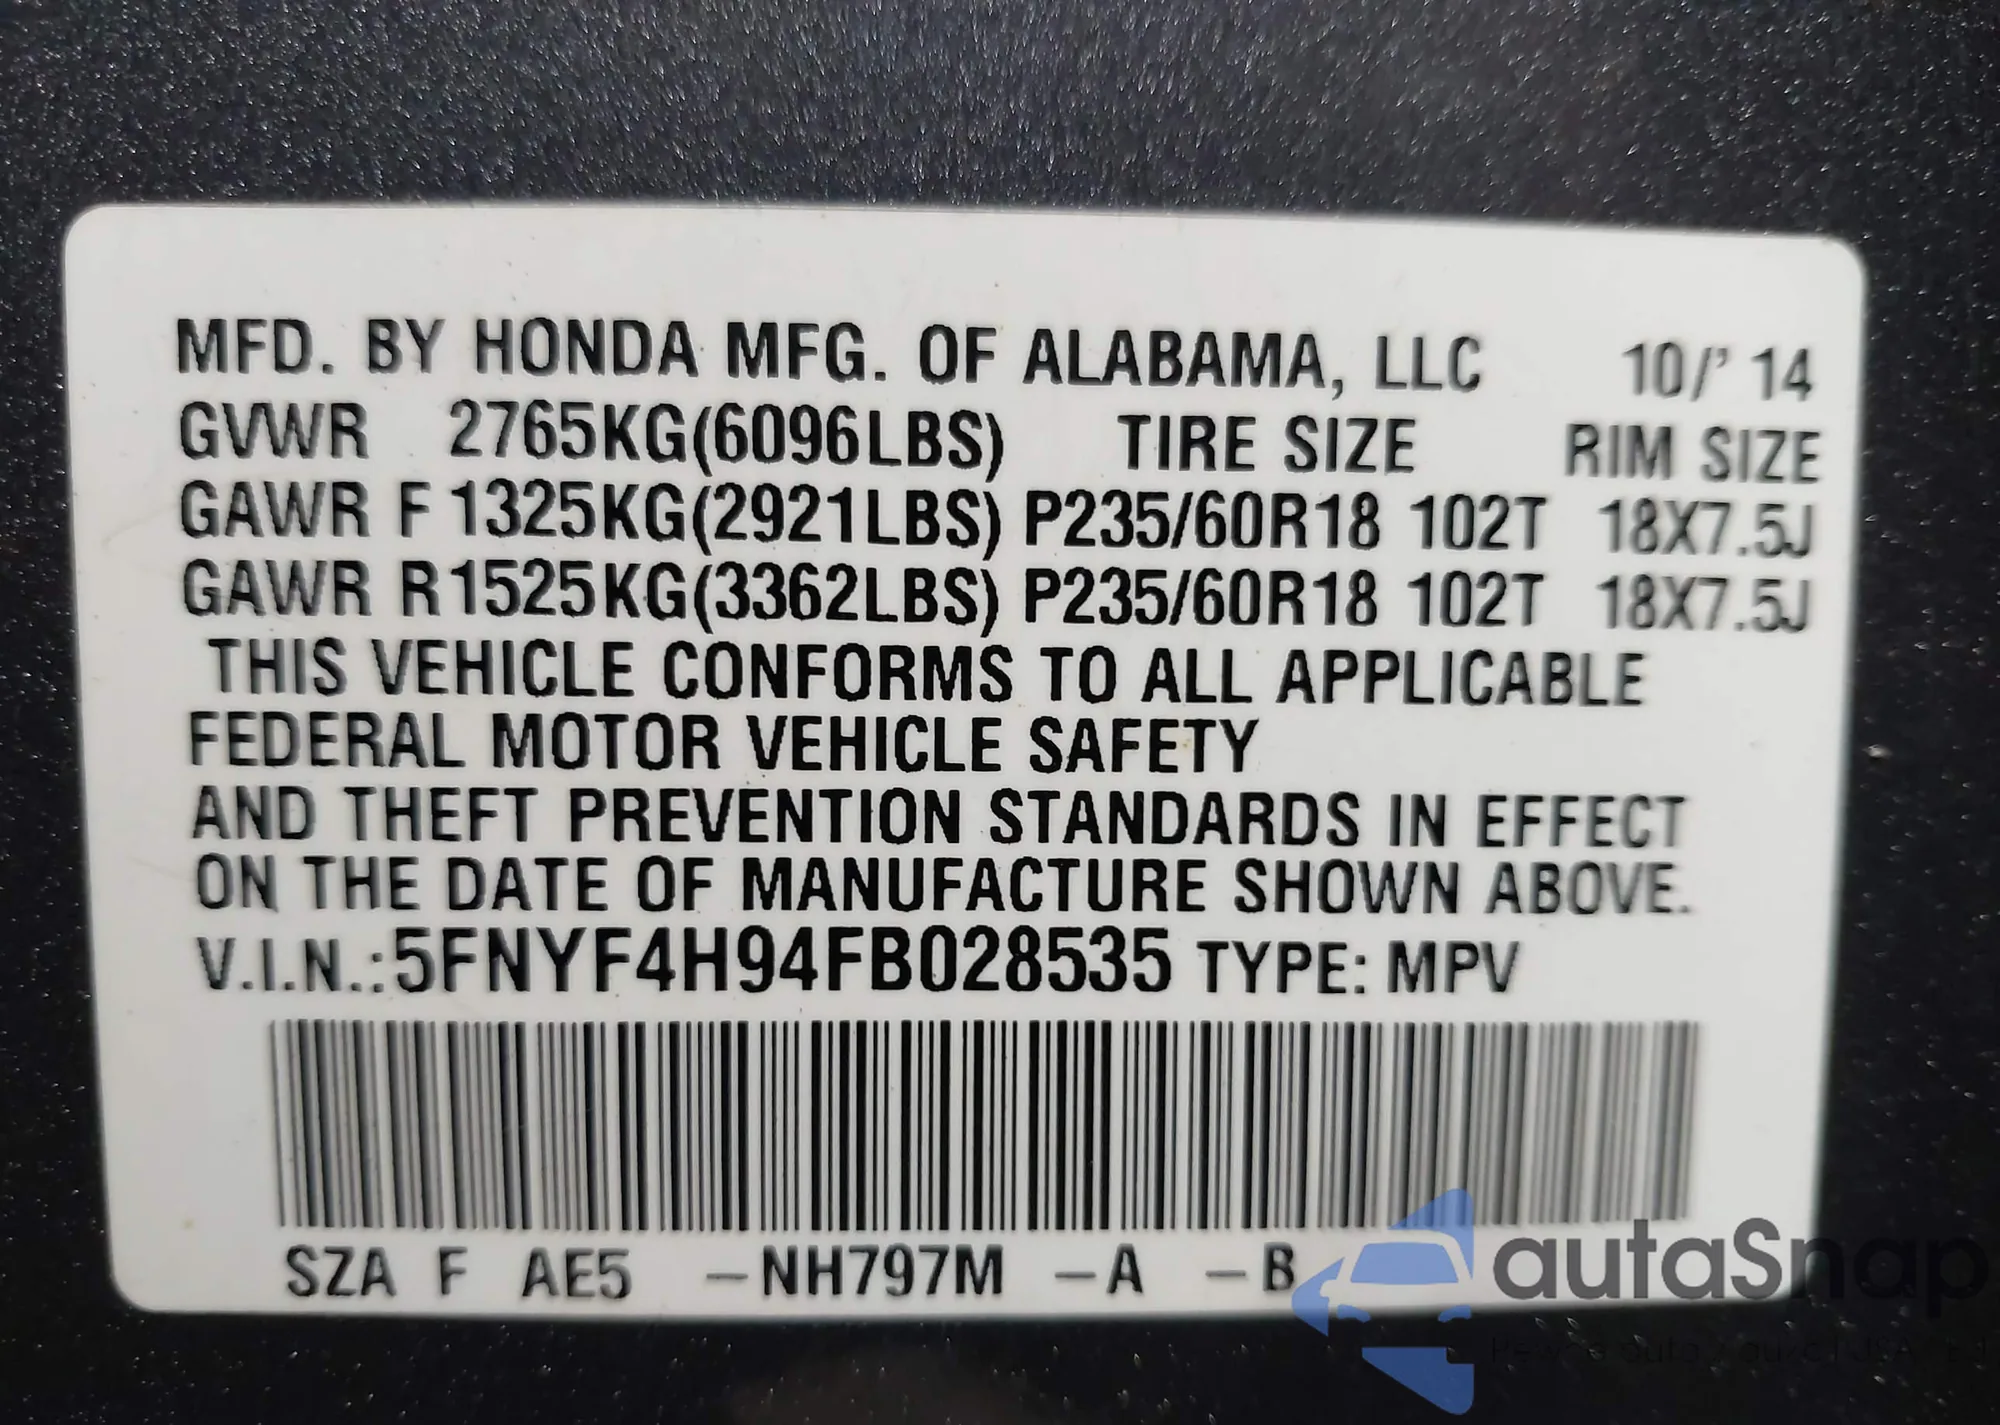 MFD. BY HONDA MFG. OF ALABAMA, LLC 10/' 14
GVWR 2765KG(6096LBS) TIRE SIZE RIM SIZE
GAWR F 1325KG(2921LBS) P235/60R18 102T 18X7.5J
GAWR R 1525KG(3362LBS) P235/60R18 102T 18X7.5J
THIS VEHICLE CONFORMS TO ALL APPLICABLE
FEDERAL MOTOR VEHICLE SAFETY
AND THEFT PREVENTION STANDARDS IN EFFECT
ON THE DATE OF MANUFACTURE SHOWN ABOVE.
V.I.N.:5FNYF4H94FB028535 TYPE: MPV
SZA F AE5 -NH797M -A -B
autaSnap